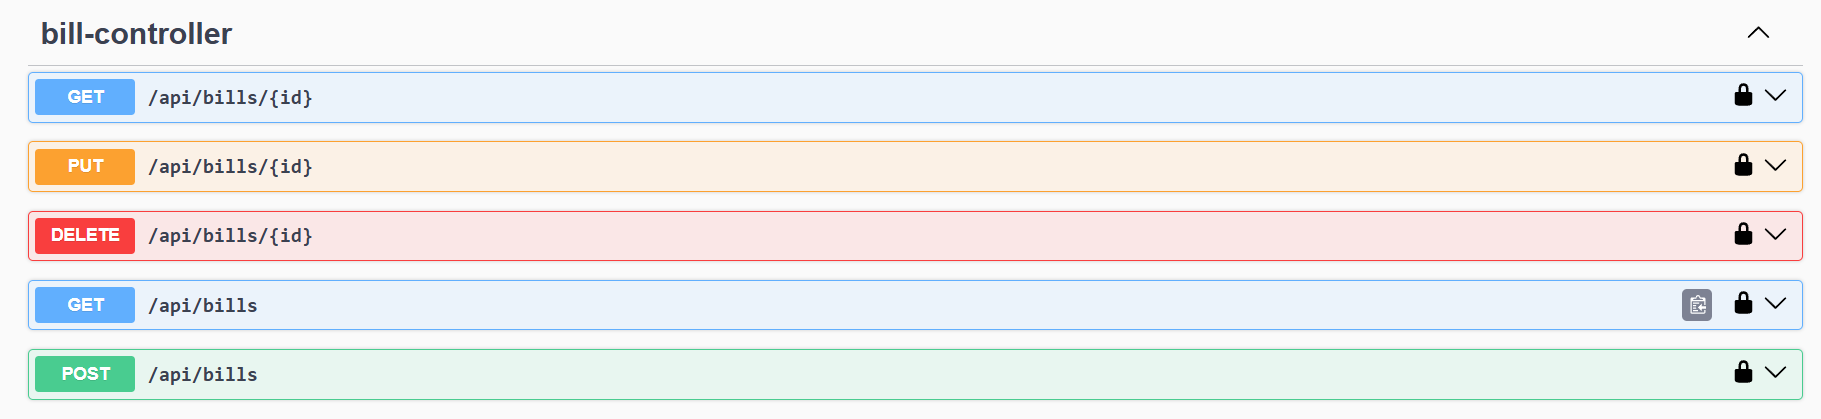 bill-controller
GET /api/bills/{id}
PUT /api/bills/{id}
DELETE /api/bills/{id}
GET /api/bills
POST /api/bills